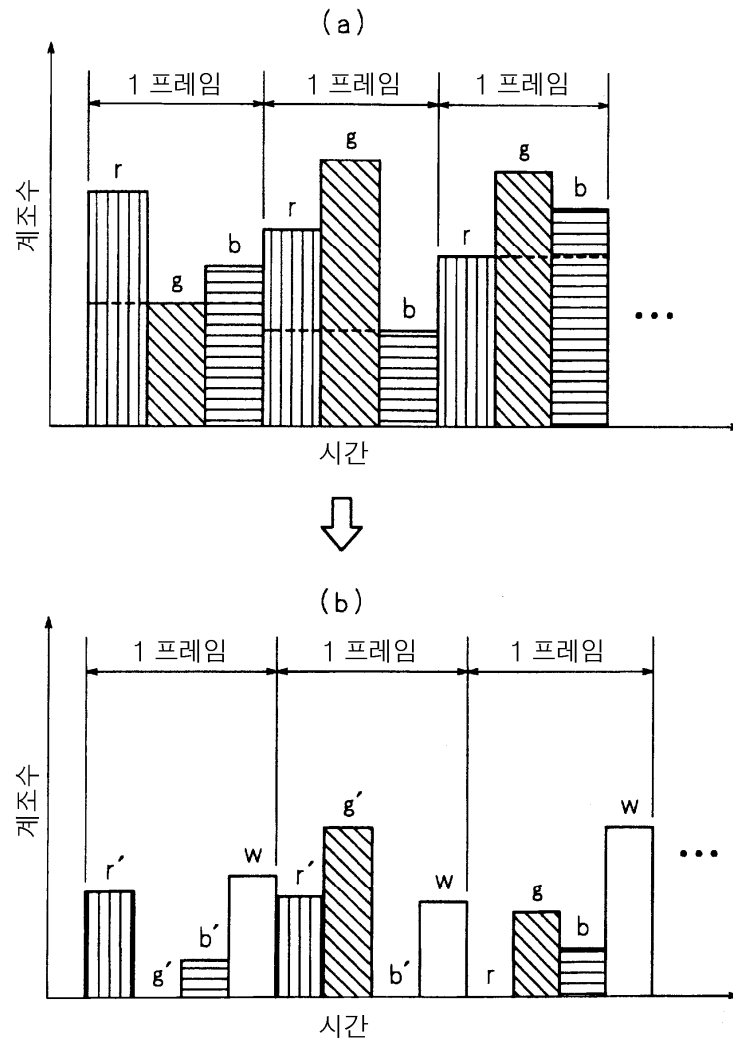 (a)
1 프레임 1 프레임 1 프레임
계조수
r g b r g b r g b
...
시간
(b)
1 프레임 1 프레임 1 프레임
계조수
r′ g′ b′ w r′ g′ b′ w r g b w
...
시간